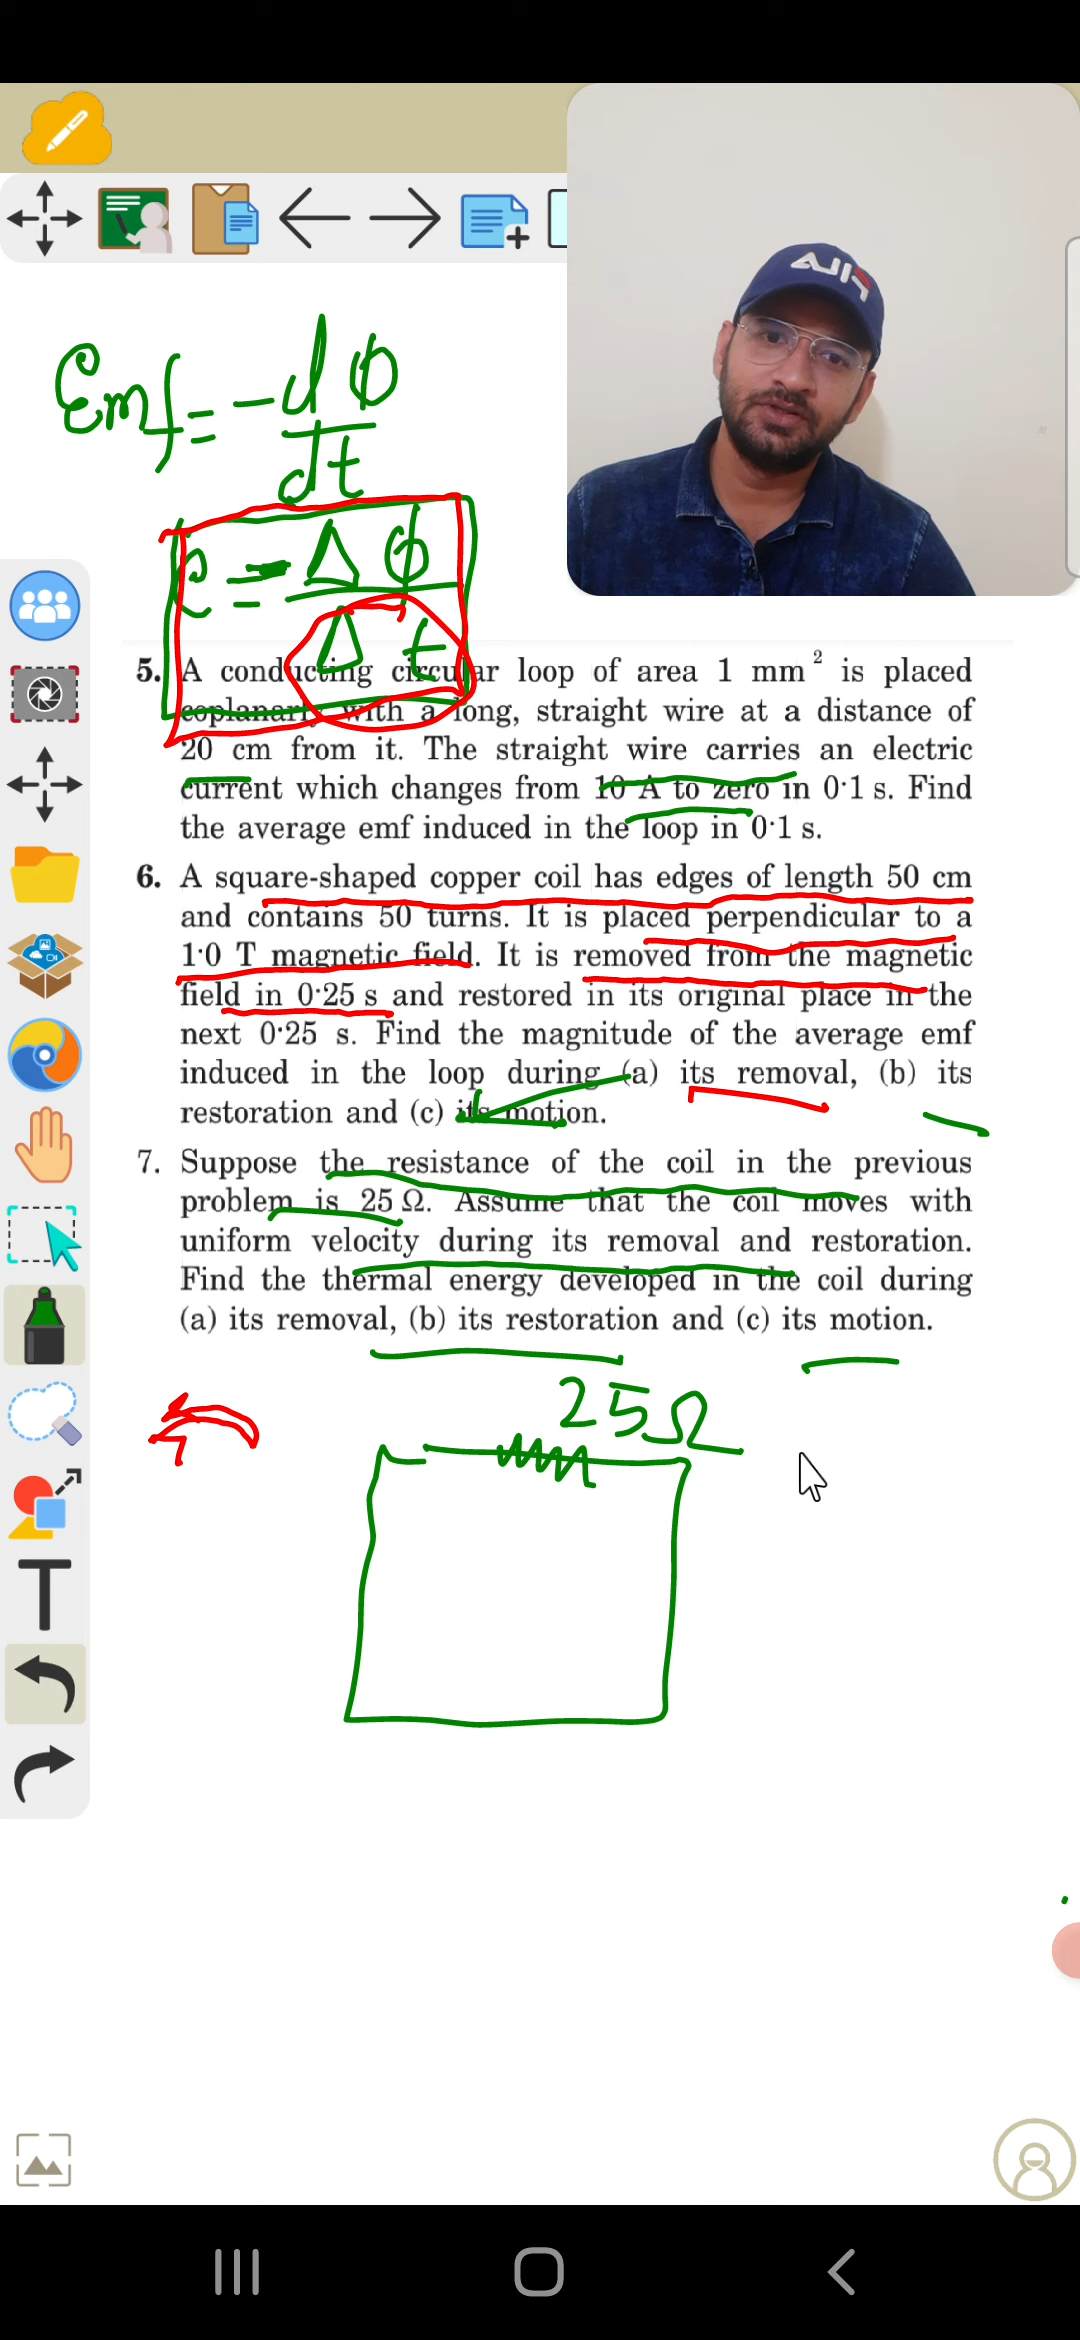 Emf = - dϕ
dt
e = - Δϕ
Δt
5. A conducting circular loop of area 1 mm² is placed
coplanarly with a long, straight wire at a distance of
20 cm from it. The straight wire carries an electric
current which changes from 10 A to zero in 0·1 s. Find
the average emf induced in the loop in 0·1 s.
6. A square-shaped copper coil has edges of length 50 cm
and contains 50 turns. It is placed perpendicular to a
1·0 T magnetic field. It is removed from the magnetic
field in 0·25 s and restored in its original place in the
next 0·25 s. Find the magnitude of the average emf
induced in the loop during (a) its removal, (b) its
restoration and (c) its motion.
7. Suppose the resistance of the coil in the previous
problem is 25 Ω. Assume that the coil moves with
uniform velocity during its removal and restoration.
Find the thermal energy developed in the coil during
(a) its removal, (b) its restoration and (c) its motion.
25Ω
T